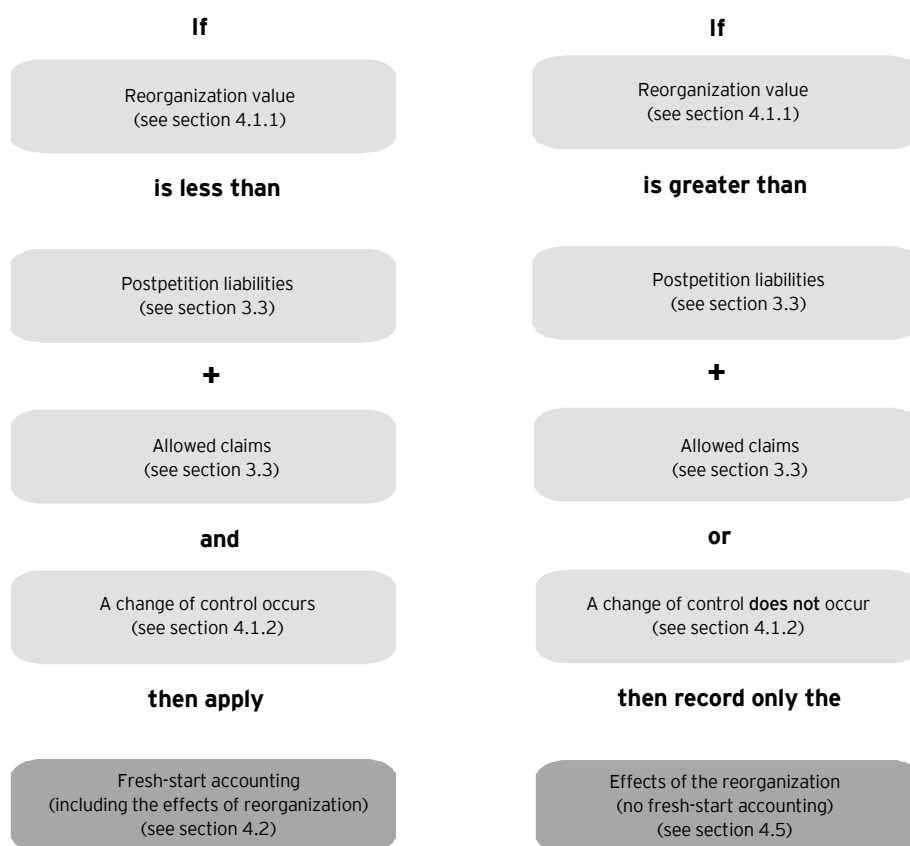 If
Reorganization value
(see section 4.1.1)
is less than
Postpetition liabilities
(see section 3.3)
+
Allowed claims
(see section 3.3)
and
A change of control occurs
(see section 4.1.2)
then apply
Fresh-start accounting
(including the effects of reorganization)
(see section 4.2)
If
Reorganization value
(see section 4.1.1)
is greater than
Postpetition liabilities
(see section 3.3)
+
Allowed claims
(see section 3.3)
or
A change of control does not occur
(see section 4.1.2)
then record only the
Effects of the reorganization
(no fresh-start accounting)
(see section 4.5)